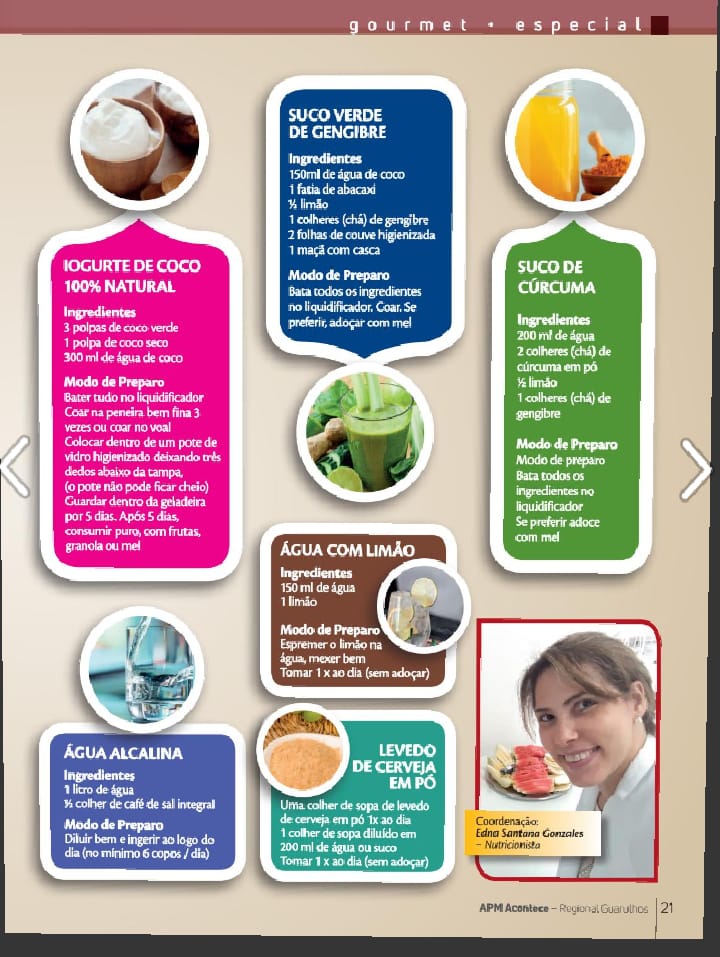 gourmet • especial
IOGURTE DE COCO
100% NATURAL
Ingredientes
3 polpas de coco verde
1 polpa de coco seco
300 ml de água de coco
Modo de Preparo
Bater tudo no liquidificador
Coar na peneira bem fina 3
vezes ou coar no voal
Colocar dentro de um pote de
vidro higienizado deixando três
dedos abaixo da tampa,
(o pote não pode ficar cheio)
Guardar dentro da geladeira
por 5 dias. Após 5 dias,
consumir puro, com frutas,
granola ou mel
SUCO VERDE
DE GENGIBRE
Ingredientes
150ml de água de coco
1 fatia de abacaxi
½ limão
1 colheres (chá) de gengibre
2 folhas de couve higienizada
1 maçã com casca
Modo de Preparo
Bata todos os ingredientes
no liquidificador. Coar. Se
preferir, adoçar com mel
SUCO DE
CÚRCUMA
Ingredientes
200 ml de água
2 colheres (chá) de
cúrcuma em pó
½ limão
1 colheres (chá) de
gengibre
Modo de Preparo
Modo de preparo
Bata todos os
ingredientes no
liquidificador
Se preferir adoce
com mel
ÁGUA COM LIMÃO
Ingredientes
150 ml de água
1 limão
Modo de Preparo
Espremer o limão na
água, mexer bem
Tomar 1 x ao dia (sem adoçar)
ÁGUA ALCALINA
Ingredientes
1 litro de água
½ colher de café de sal integral
Modo de Preparo
Diluir bem e ingerir ao logo do
dia (no mínimo 6 copos / dia)
LEVEDO
DE CERVEJA
EM PÓ
Uma colher de sopa de levedo
de cerveja em pó 1x ao dia
1 colher de sopa diluído em
200 ml de água ou suco
Tomar 1 x ao dia (sem adoçar)
Coordenação:
Edna Santana Gonzales
– Nutricionista
APM Acontece – Regional Guarulhos 21